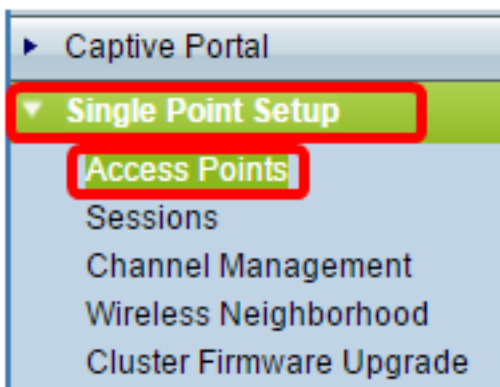 Captive Portal
Single Point Setup
Access Points
Sessions
Channel Management
Wireless Neighborhood
Cluster Firmware Upgrade